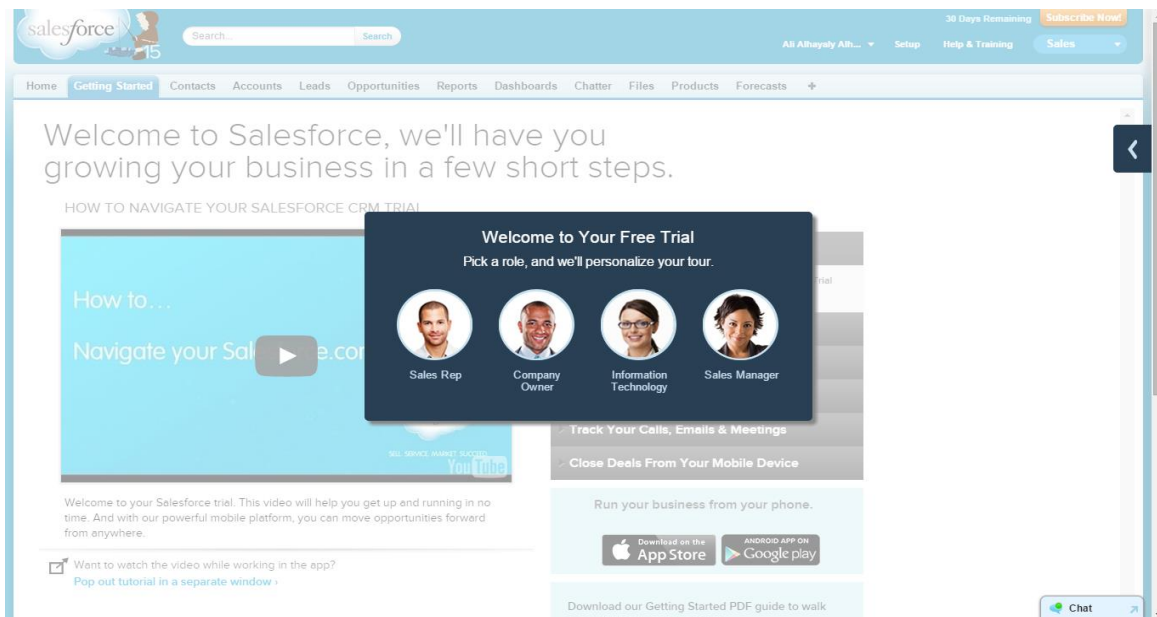 salesforce
15
Search...
Search
30 Days Remaining
Subscribe Now!
Ali Alhayaly Alh...
Setup
Help & Training
Sales
Home
Getting Started
Contacts
Accounts
Leads
Opportunities
Reports
Dashboards
Chatter
Files
Products
Forecasts
+
Welcome to Salesforce, we'll have you
growing your business in a few short steps.
HOW TO NAVIGATE YOUR SALESFORCE CRM TRIAL
How to...
Navigate your Sal
e.co
SELL SERVICE MARKET SUCCEED
YouTube
Welcome to Your Free Trial
Pick a role, and we'll personalize your tour.
Sales Rep
Company
Owner
Information
Technology
Sales Manager
Trial
Track Your Calls, Emails & Meetings
Close Deals From Your Mobile Device
Welcome to your Salesforce trial. This video will help you get up and running in no
time. And with our powerful mobile platform, you can move opportunities forward
from anywhere.
Want to watch the video while working in the app?
Pop out tutorial in a separate window ›
Run your business from your phone.
Download on the
App Store
ANDROID APP ON
Google play
Download our Getting Started PDF guide to walk
Chat